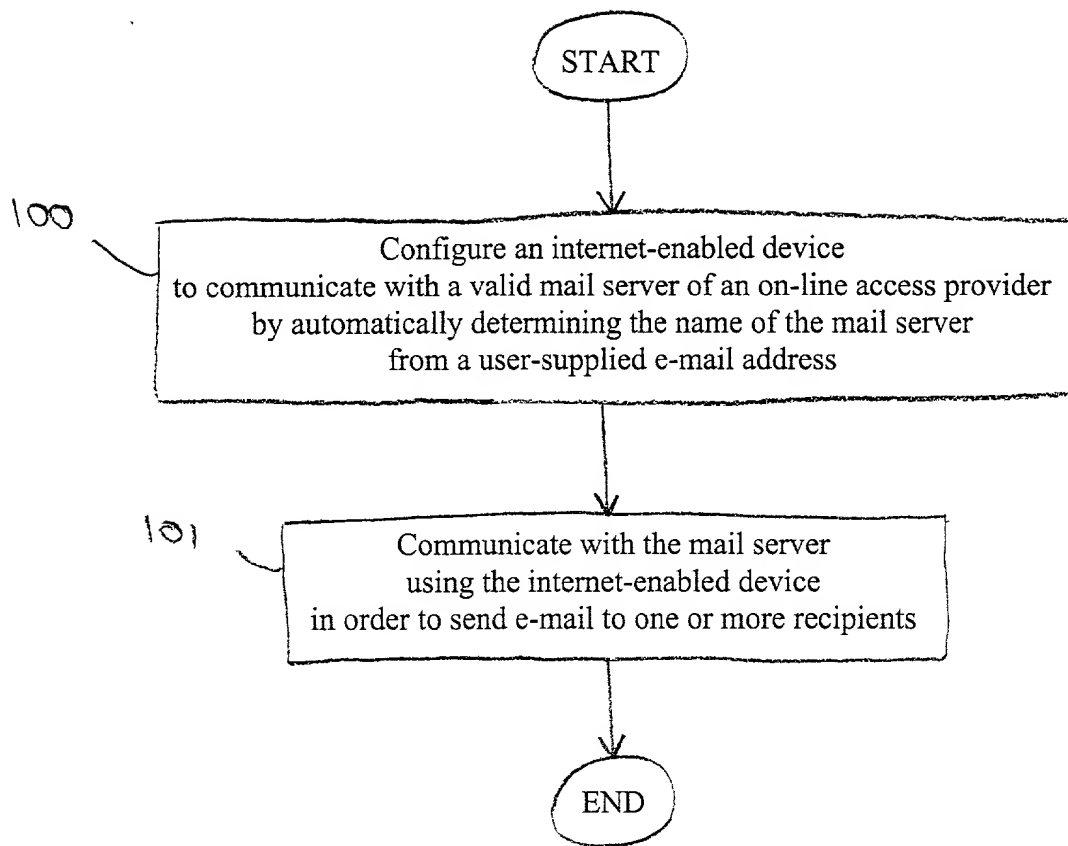 START
100
Configure an internet-enabled device
to communicate with a valid mail server of an on-line access provider
by automatically determining the name of the mail server
from a user-supplied e-mail address
101
Communicate with the mail server
using the internet-enabled device
in order to send e-mail to one or more recipients
END